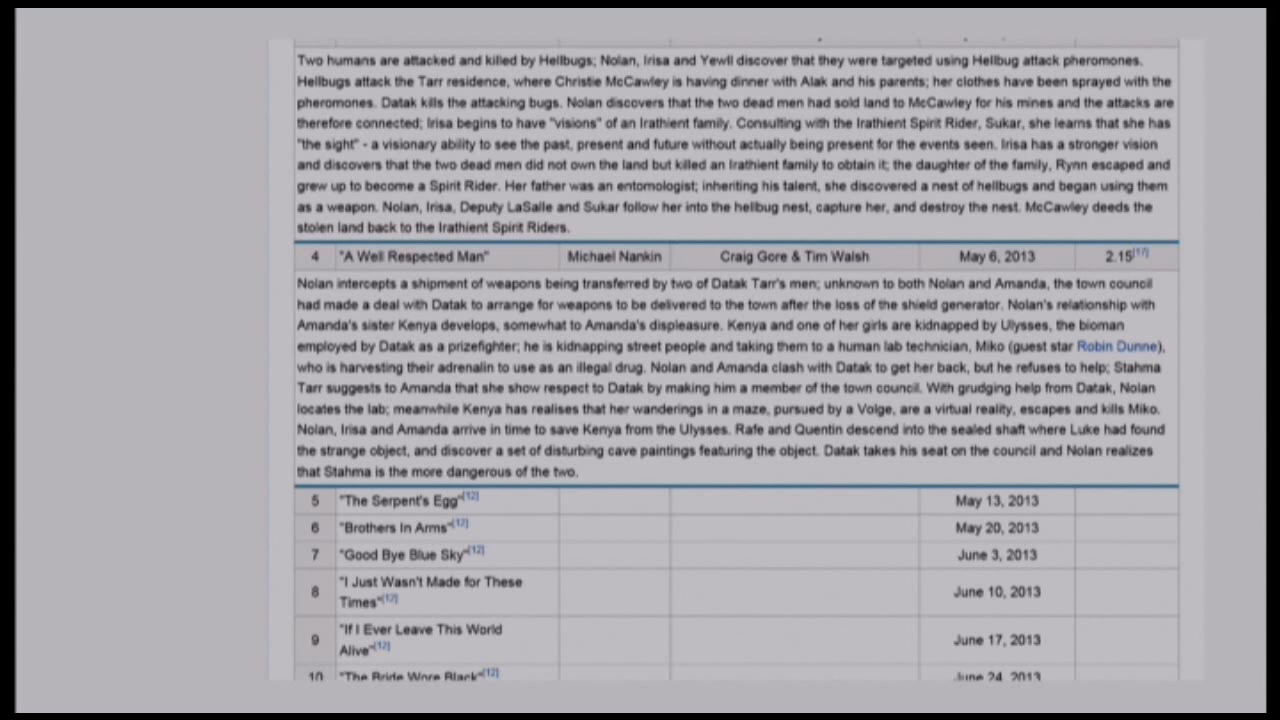 Two humans are attacked and killed by Hellbugs; Nolan, Irisa and Yewll discover that they were targeted using Hellbug attack pheromones.
Hellbugs attack the Tarr residence, where Christie McCawley is having dinner with Alak and his parents; her clothes have been sprayed with the
pheromones. Datak kills the attacking bugs. Nolan discovers that the two dead men had sold land to McCawley for his mines and the attacks are
therefore connected; Irisa begins to have "visions" of an Irathient family. Consulting with the Irathient Spirit Rider, Sukar, she learns that she has
"the sight" - a visionary ability to see the past, present and future without actually being present for the events seen. Irisa has a stronger vision
and discovers that the two dead men did not own the land but killed an Irathient family to obtain it; the daughter of the family, Rynn escaped and
grew up to become a Spirit Rider. Her father was an entomologist; inheriting his talent, she discovered a nest of hellbugs and began using them
as a weapon. Nolan, Irisa, Deputy LaSalle and Sukar follow her into the hellbug nest, capture her, and destroy the nest. McCawley deeds the
stolen land back to the Irathient Spirit Riders.
4 "A Well Respected Man" Michael Nankin Craig Gore & Tim Walsh May 6, 2013 2.15[17]
Nolan intercepts a shipment of weapons being transferred by two of Datak Tarr's men; unknown to both Nolan and Amanda, the town council
had made a deal with Datak to arrange for weapons to be delivered to the town after the loss of the shield generator. Nolan's relationship with
Amanda's sister Kenya develops, somewhat to Amanda's displeasure. Kenya and one of her girls are kidnapped by Ulysses, the bioman
employed by Datak as a prizefighter; he is kidnapping street people and taking them to a human lab technician, Miko (guest star Robin Dunne),
who is harvesting their adrenalin to use as an illegal drug. Nolan and Amanda clash with Datak to get her back, but he refuses to help; Stahma
Tarr suggests to Amanda that she show respect to Datak by making him a member of the town council. With grudging help from Datak, Nolan
locates the lab; meanwhile Kenya has realises that her wanderings in a maze, pursued by a Volge, are a virtual reality, escapes and kills Miko.
Nolan, Irisa and Amanda arrive in time to save Kenya from the Ulysses. Rafe and Quentin descend into the sealed shaft where Luke had found
the strange object, and discover a set of disturbing cave paintings featuring the object. Datak takes his seat on the council and Nolan realizes
that Stahma is the more dangerous of the two.
5 "The Serpent's Egg"[12] May 13, 2013
6 "Brothers In Arms"[12] May 20, 2013
7 "Good Bye Blue Sky"[12] June 3, 2013
8 "I Just Wasn't Made for These
Times"[12] June 10, 2013
9 "If I Ever Leave This World
Alive"[12] June 17, 2013
10 "The Bride Wore Black"[12] June 24, 2013